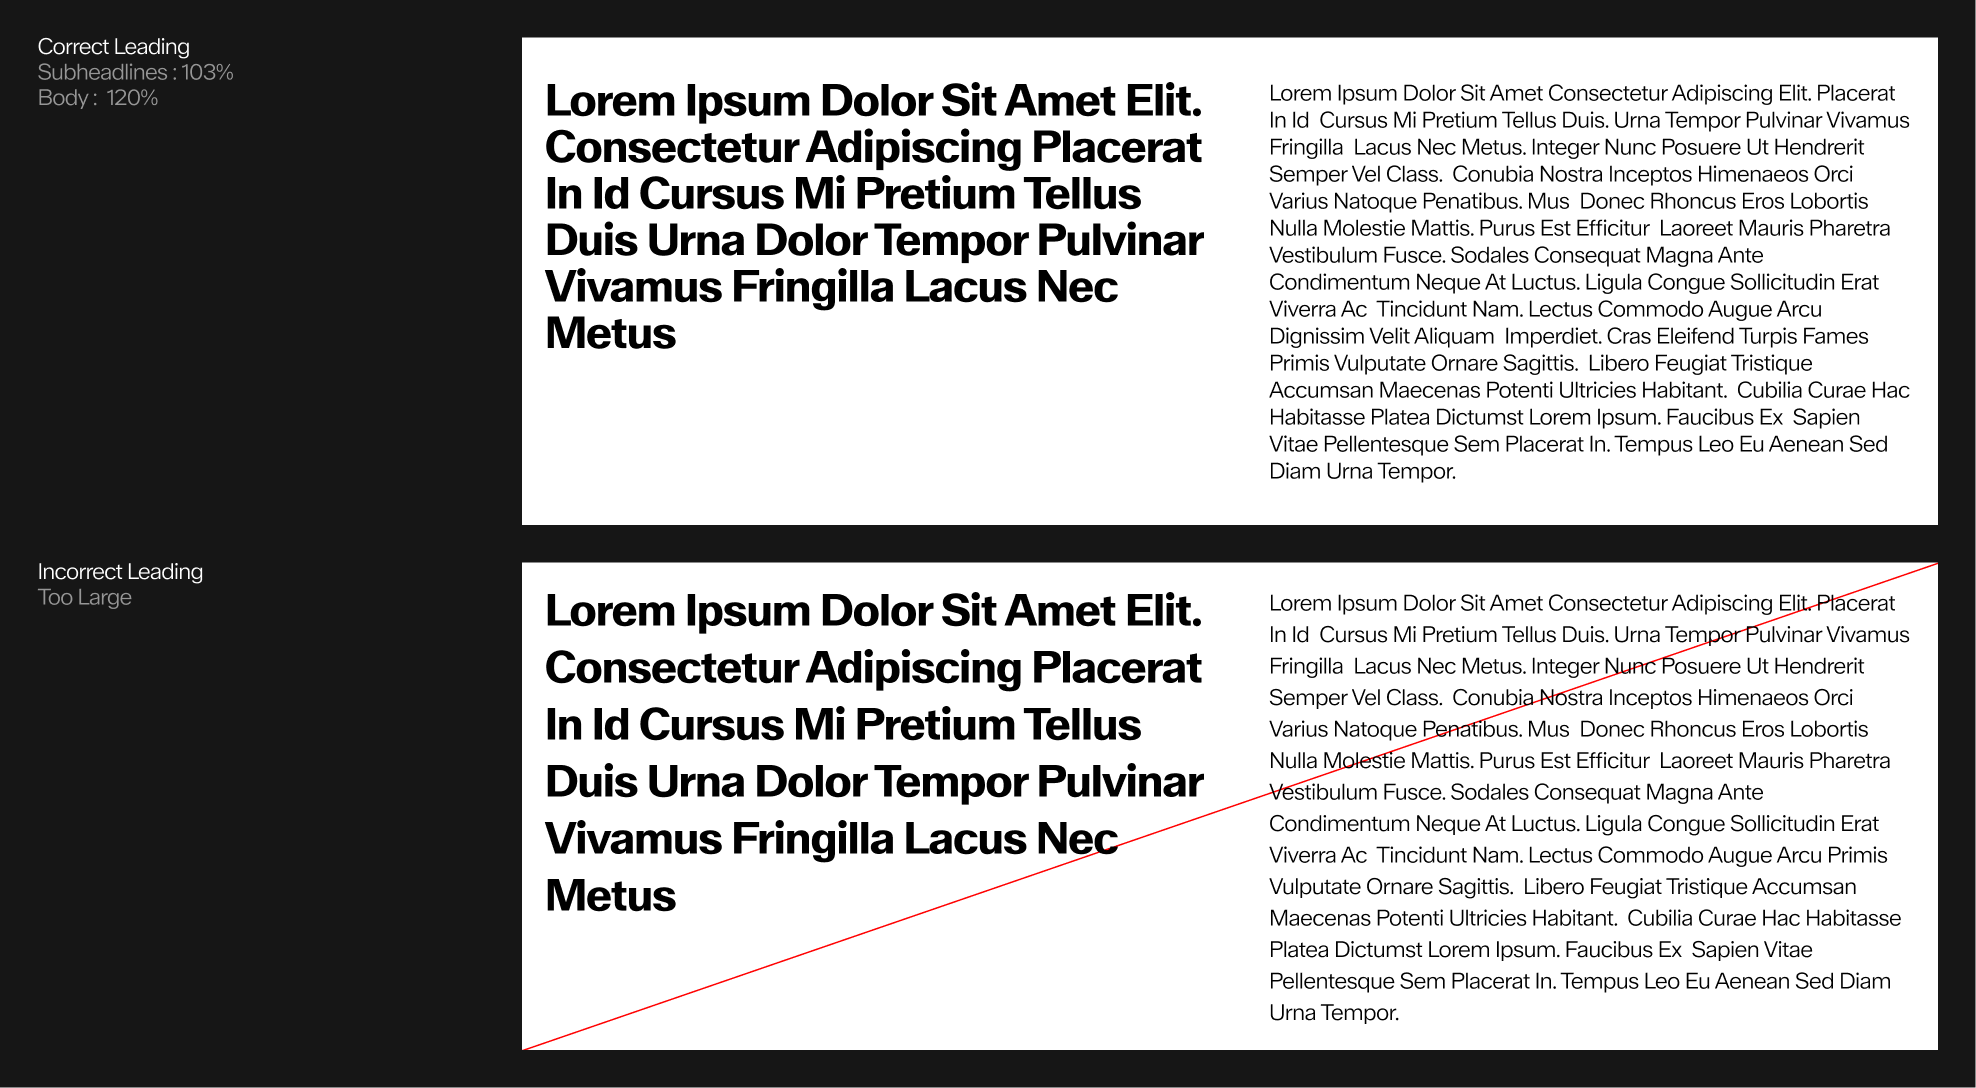 Correct Leading
Subheadlines : 103%
Body :  120%
Lorem Ipsum Dolor Sit Amet Elit.
Consectetur Adipiscing Placerat
In Id Cursus Mi Pretium Tellus
Duis Urna Dolor Tempor Pulvinar
Vivamus Fringilla Lacus Nec
Metus
Lorem Ipsum Dolor Sit Amet Consectetur Adipiscing Elit. Placerat
In Id  Cursus Mi Pretium Tellus Duis. Urna Tempor Pulvinar Vivamus
Fringilla  Lacus Nec Metus. Integer Nunc Posuere Ut Hendrerit
Semper Vel Class.  Conubia Nostra Inceptos Himenaeos Orci
Varius Natoque Penatibus. Mus  Donec Rhoncus Eros Lobortis
Nulla Molestie Mattis. Purus Est Efficitur  Laoreet Mauris Pharetra
Vestibulum Fusce. Sodales Consequat Magna Ante
Condimentum Neque At Luctus. Ligula Congue Sollicitudin Erat
Viverra Ac  Tincidunt Nam. Lectus Commodo Augue Arcu
Dignissim Velit Aliquam  Imperdiet. Cras Eleifend Turpis Fames
Primis Vulputate Ornare Sagittis.  Libero Feugiat Tristique
Accumsan Maecenas Potenti Ultricies Habitant.  Cubilia Curae Hac
Habitasse Platea Dictumst Lorem Ipsum. Faucibus Ex  Sapien
Vitae Pellentesque Sem Placerat In. Tempus Leo Eu Aenean Sed
Diam Urna Tempor.
Incorrect Leading
Too Large
Lorem Ipsum Dolor Sit Amet Elit.
Consectetur Adipiscing Placerat
In Id Cursus Mi Pretium Tellus
Duis Urna Dolor Tempor Pulvinar
Vivamus Fringilla Lacus Nec
Metus
Lorem Ipsum Dolor Sit Amet Consectetur Adipiscing Elit. Placerat
In Id  Cursus Mi Pretium Tellus Duis. Urna Tempor Pulvinar Vivamus
Fringilla  Lacus Nec Metus. Integer Nunc Posuere Ut Hendrerit
Semper Vel Class.  Conubia Nostra Inceptos Himenaeos Orci
Varius Natoque Penatibus. Mus  Donec Rhoncus Eros Lobortis
Nulla Molestie Mattis. Purus Est Efficitur  Laoreet Mauris Pharetra
Vestibulum Fusce. Sodales Consequat Magna Ante
Condimentum Neque At Luctus. Ligula Congue Sollicitudin Erat
Viverra Ac  Tincidunt Nam. Lectus Commodo Augue Arcu Primis
Vulputate Ornare Sagittis.  Libero Feugiat Tristique Accumsan
Maecenas Potenti Ultricies Habitant.  Cubilia Curae Hac Habitasse
Platea Dictumst Lorem Ipsum. Faucibus Ex  Sapien Vitae
Pellentesque Sem Placerat In. Tempus Leo Eu Aenean Sed Diam
Urna Tempor.